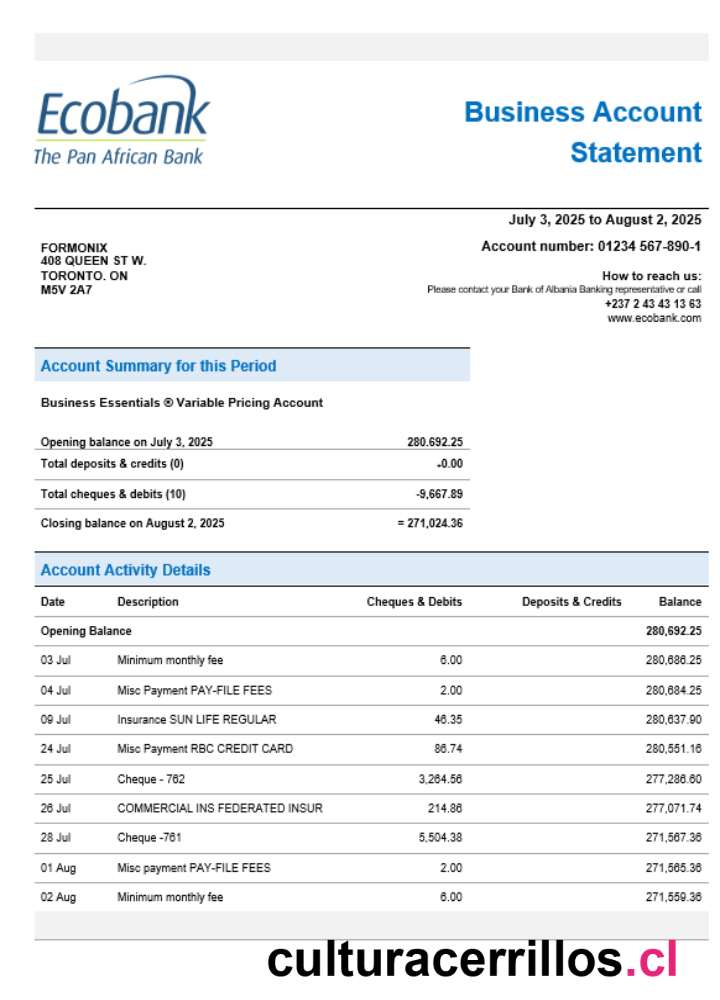 Ecobank
The Pan African Bank
Business Account
Statement
July 3, 2025 to August 2, 2025
Account number: 01234 567-890-1
FORMONIX
408 QUEEN ST W.
TORONTO. ON
M5V 2A7
How to reach us:
Please contact your Bank of Albania Banking representative or call
+237 2 43 43 13 63
www.ecobank.com
Account Summary for this Period
Business Essentials ® Variable Pricing Account
Opening balance on July 3, 2025 280.692.25
Total deposits & credits (0) -0.00
Total cheques & debits (10) -9,667.89
Closing balance on August 2, 2025 = 271,024.36
Account Activity Details
Date Description Cheques & Debits Deposits & Credits Balance
Opening Balance 280,692.25
03 Jul Minimum monthly fee 6.00 280,686.25
04 Jul Misc Payment PAY-FILE FEES 2.00 280,684.25
09 Jul Insurance SUN LIFE REGULAR 46.35 280,637.90
24 Jul Misc Payment RBC CREDIT CARD 86.74 280,551.16
25 Jul Cheque - 762 3,264.56 277,286.60
26 Jul COMMERCIAL INS FEDERATED INSUR 214.86 277,071.74
28 Jul Cheque -761 5,504.38 271,567.36
01 Aug Misc payment PAY-FILE FEES 2.00 271,565.36
02 Aug Minimum monthly fee 6.00 271,559.36
culturacerrillos.cl